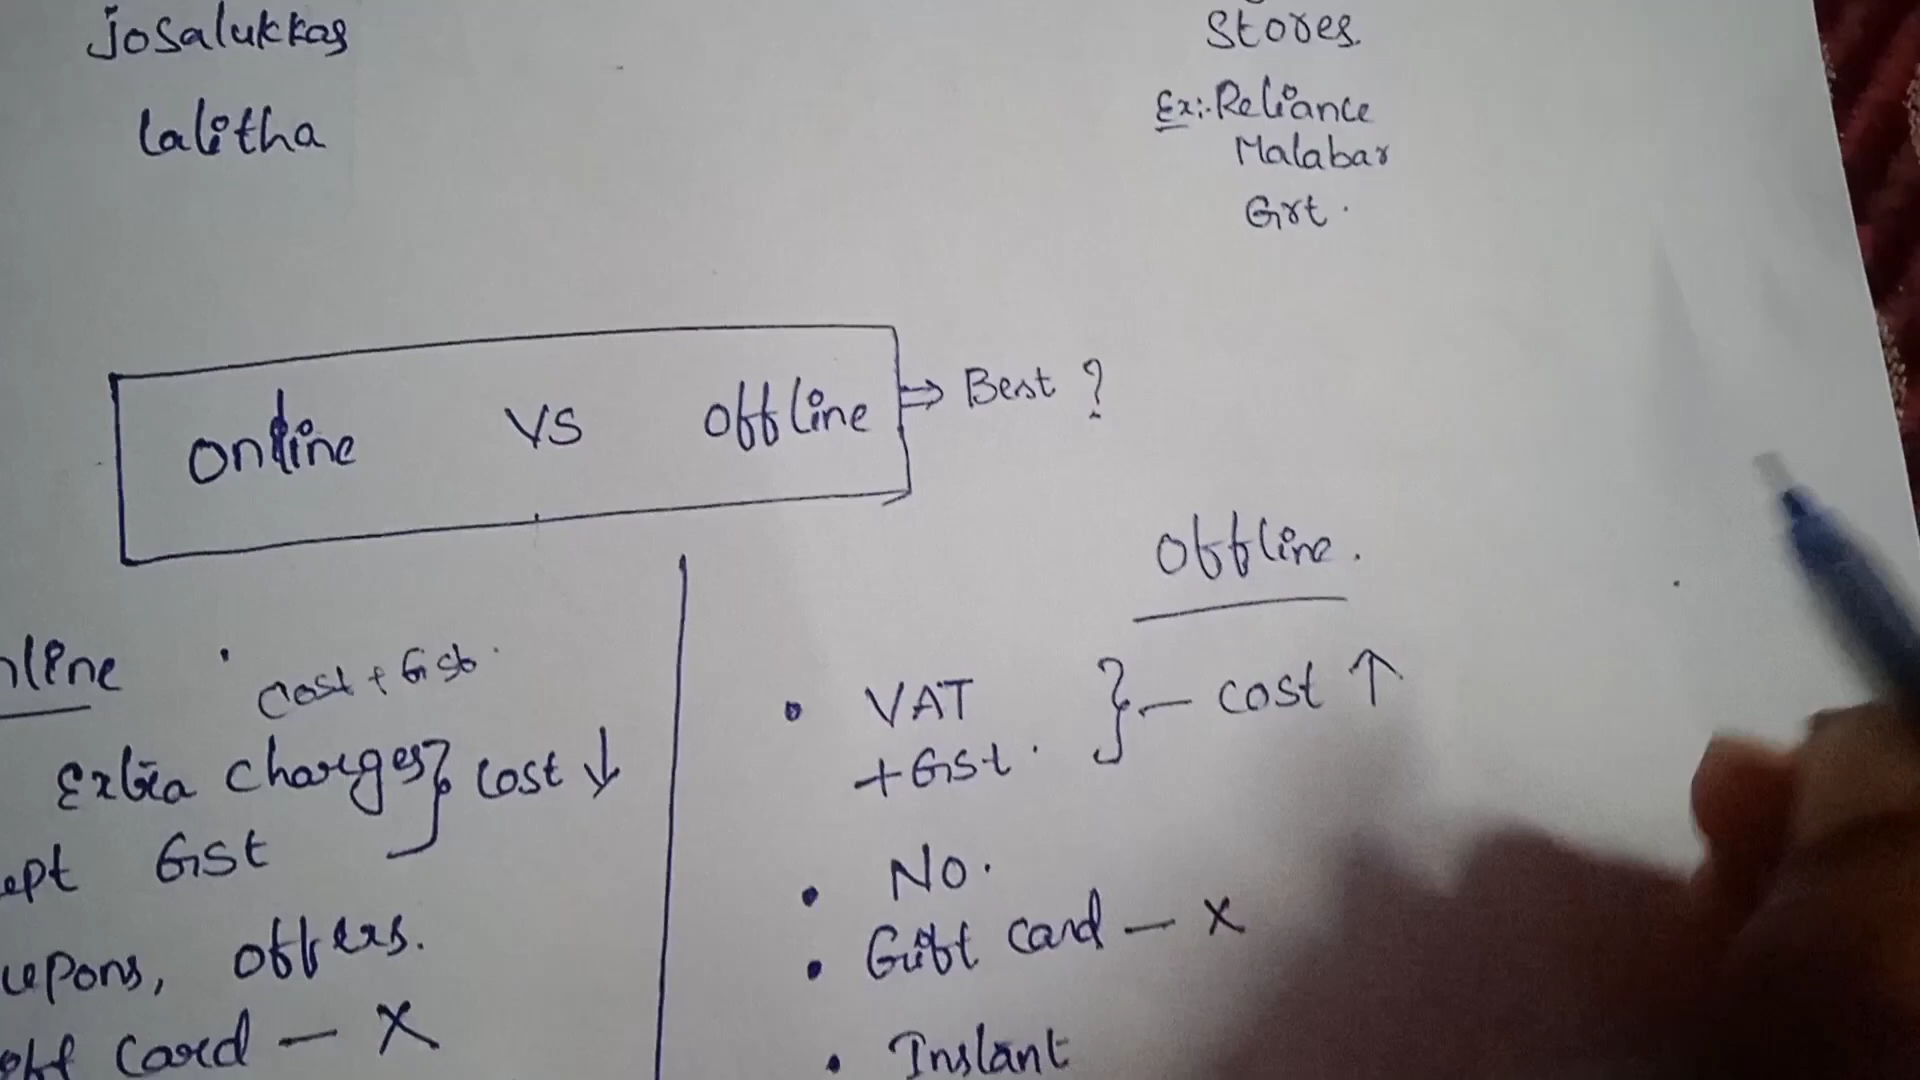 josalukkas
lalitha
Stores.
Ex:- Reliance
Malabar
Grt.
online VS offline ⇒ Best ?
nline
cost + Gst.
Extra charges } cost ↓
ept Gst
upons, offers.
card - X
offline.
• VAT } - cost ↑
+ Gst.
• NO.
• Gift card - X
• Instant